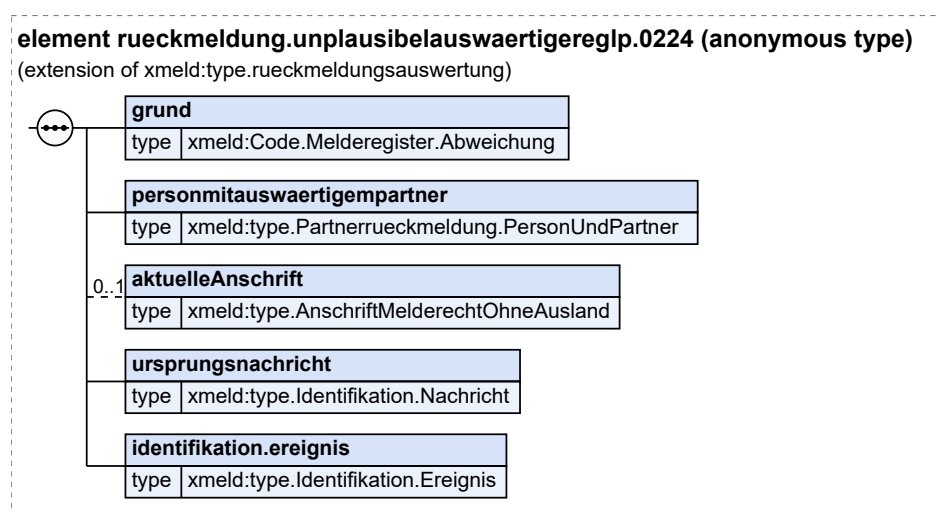 element rueckmeldung.unplausibelauswaertigereglp.0224 (anonymous type)
(extension of xmeld:type.rueckmeldungsauswertung)
grund
type xmeld:Code.Melderegister.Abweichung
personmitauswaertigempartner
type xmeld:type.Partnerrueckmeldung.PersonUndPartner
0..1 aktuelleAnschrift
type xmeld:type.AnschriftMelderechtOhneAusland
ursprungsnachricht
type xmeld:type.Identifikation.Nachricht
identifikation.ereignis
type xmeld:type.Identifikation.Ereignis